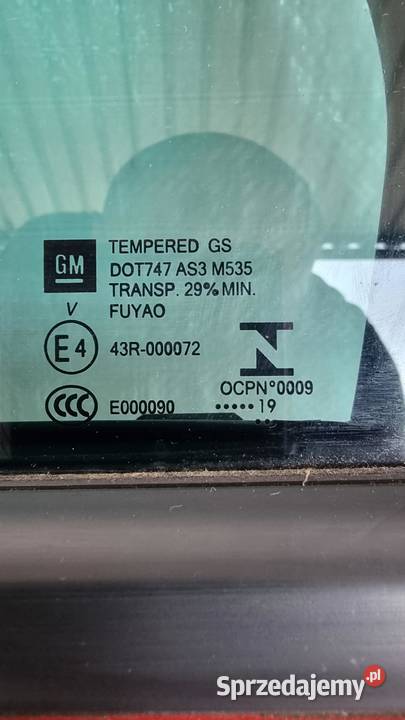 GM
TEMPERED GS
DOT747 AS3 M535
TRANSP. 29% MIN.
V
FUYAO
E4
43R-000072
N
OCPN°0009
CCC
E000090
•••••19
Sprzedajemy.pl